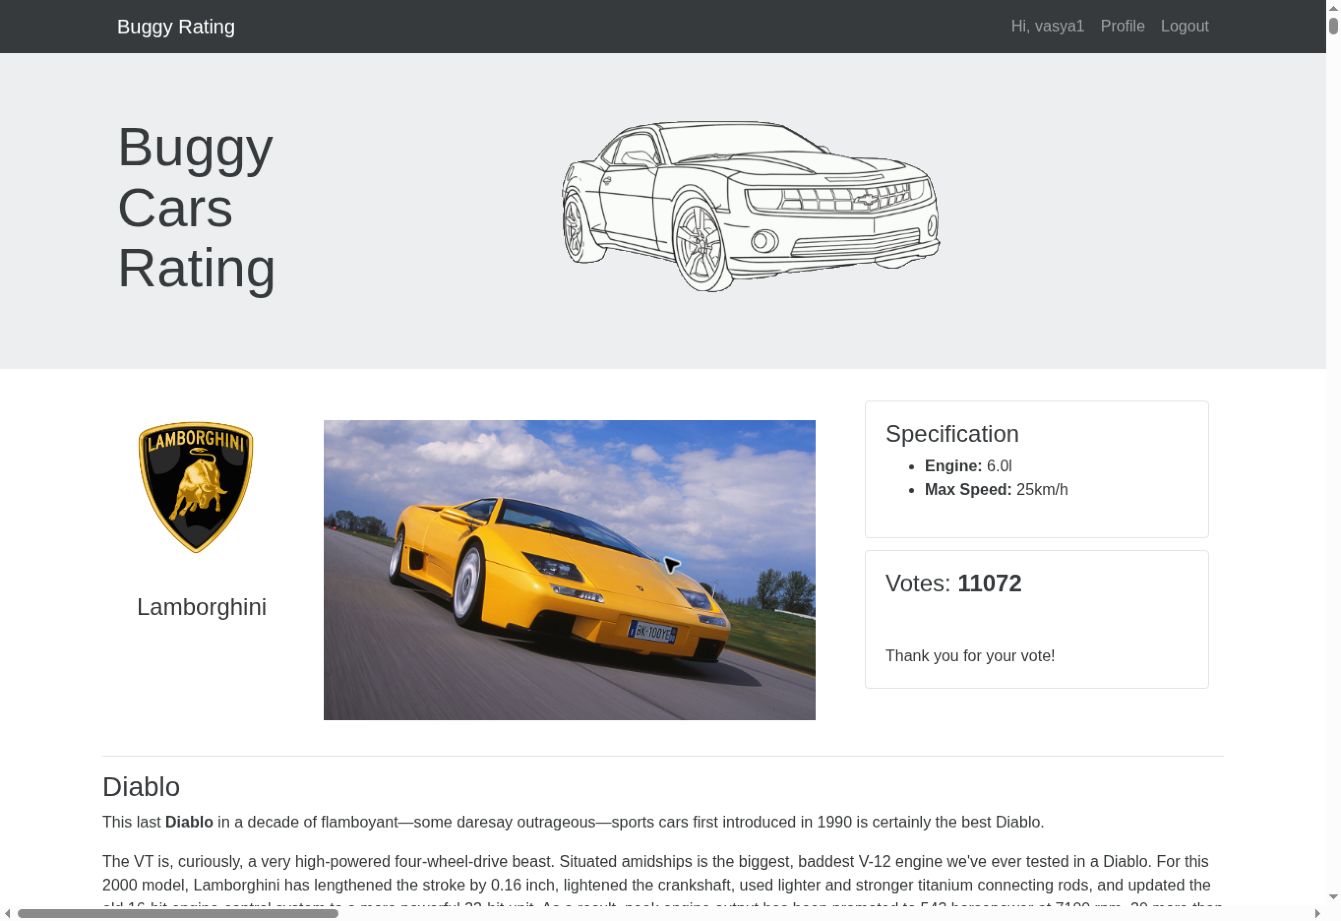 Buggy Rating
Hi, vasya1 Profile Logout
Buggy
Cars
Rating
LAMBORGHINI
Lamborghini
BK·100YE
Specification
Engine: 6.0l
Max Speed: 25km/h
Votes: 11072
Thank you for your vote!
Diablo
This last Diablo in a decade of flamboyant—some daresay outrageous—sports cars first introduced in 1990 is certainly the best Diablo.
The VT is, curiously, a very high-powered four-wheel-drive beast. Situated amidships is the biggest, baddest V-12 engine we've ever tested in a Diablo. For this
2000 model, Lamborghini has lengthened the stroke by 0.16 inch, lightened the crankshaft, used lighter and stronger titanium connecting rods, and updated the